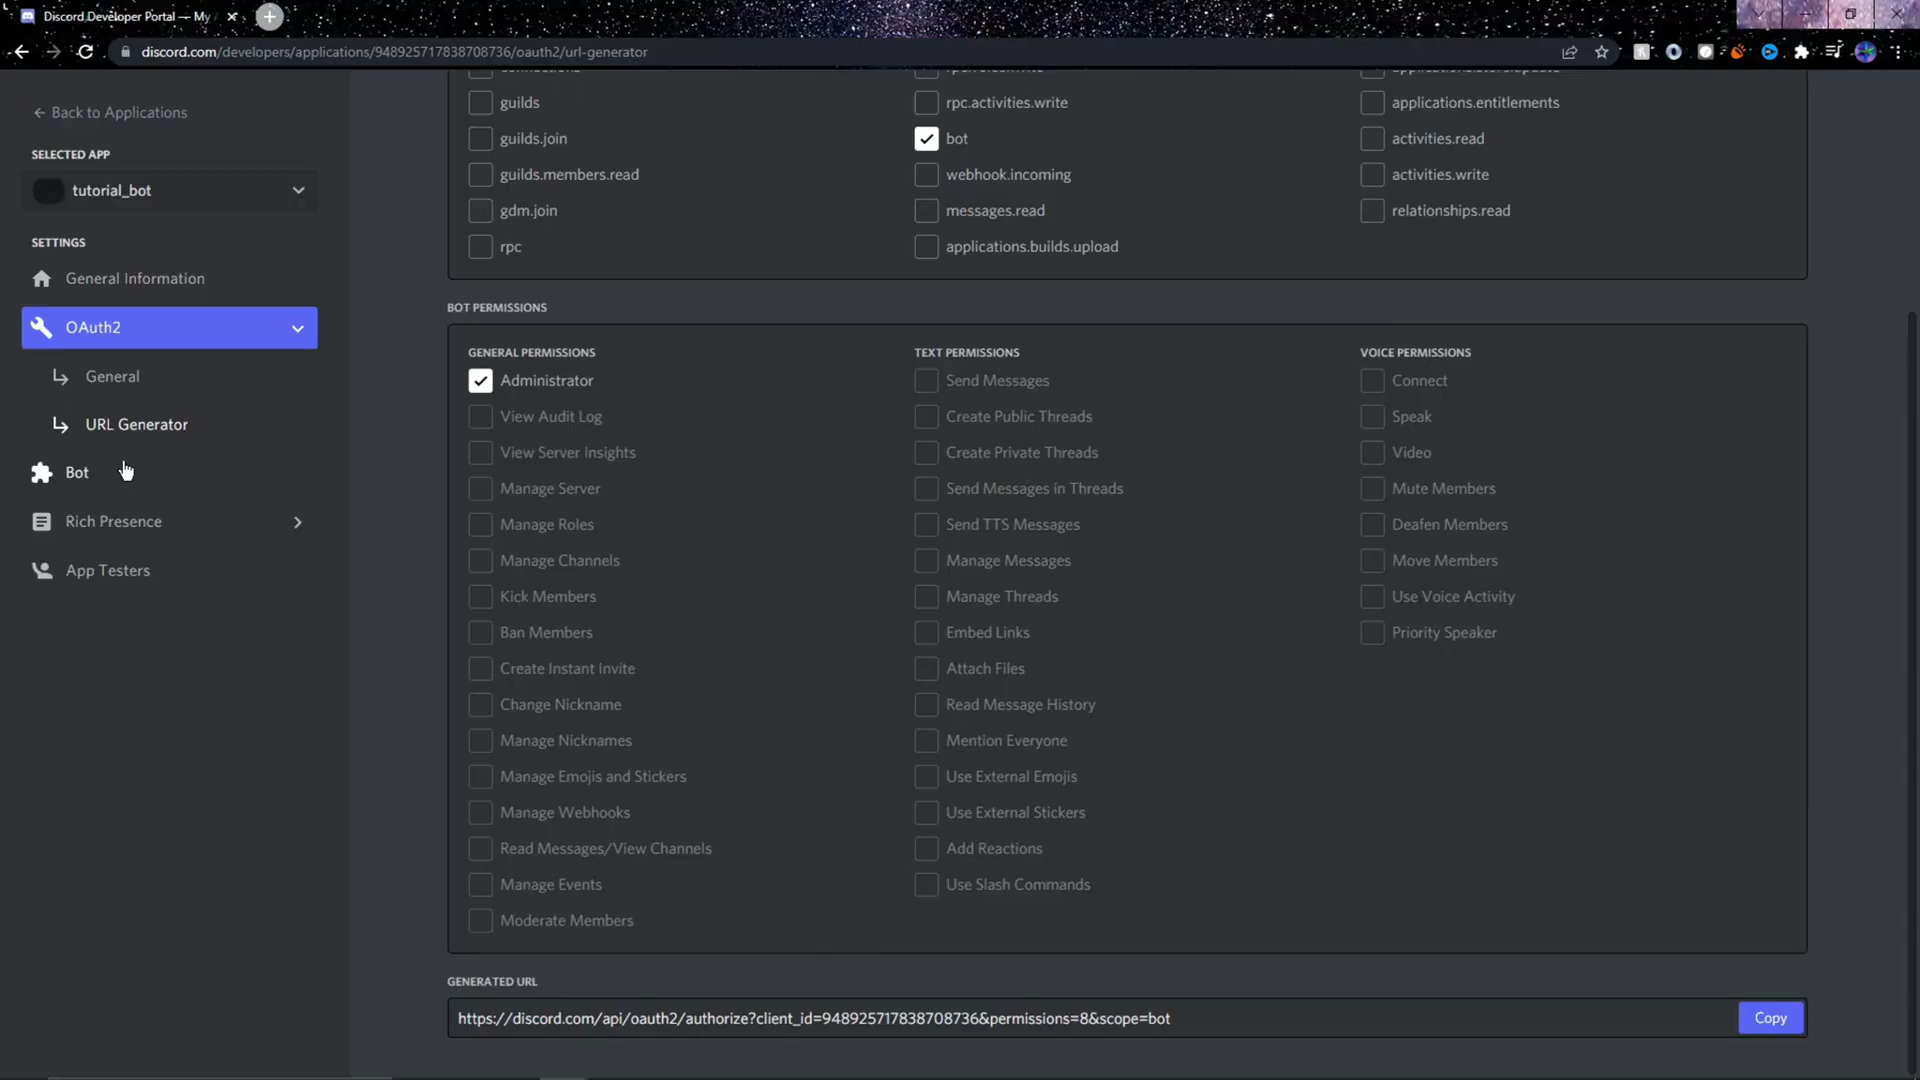 Discord Developer Portal — My
discord.com/developers/applications/948925717838708736/oauth2/url-generator
Back to Applications
SELECTED APP
tutorial_bot
SETTINGS
General Information
OAuth2
General
URL Generator
Bot
Rich Presence
App Testers
guilds
guilds.join
guilds.members.read
gdm.join
rpc
rpc.activities.write
bot
webhook.incoming
messages.read
applications.builds.upload
applications.entitlements
activities.read
activities.write
relationships.read
BOT PERMISSIONS
GENERAL PERMISSIONS
Administrator
View Audit Log
View Server Insights
Manage Server
Manage Roles
Manage Channels
Kick Members
Ban Members
Create Instant Invite
Change Nickname
Manage Nicknames
Manage Emojis and Stickers
Manage Webhooks
Read Messages/View Channels
Manage Events
Moderate Members
TEXT PERMISSIONS
Send Messages
Create Public Threads
Create Private Threads
Send Messages in Threads
Send TTS Messages
Manage Messages
Manage Threads
Embed Links
Attach Files
Read Message History
Mention Everyone
Use External Emojis
Use External Stickers
Add Reactions
Use Slash Commands
VOICE PERMISSIONS
Connect
Speak
Video
Mute Members
Deafen Members
Move Members
Use Voice Activity
Priority Speaker
GENERATED URL
https://discord.com/api/oauth2/authorize?client_id=948925717838708736&permissions=8&scope=bot
Copy